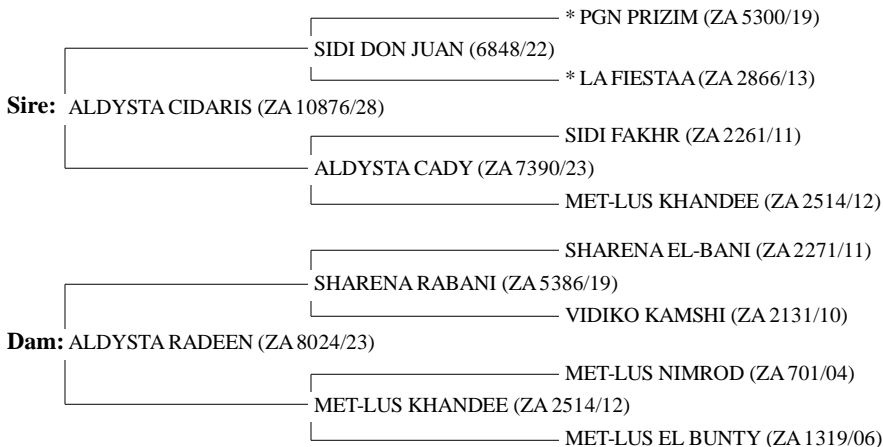 * PGN PRIZIM (ZA 5300/19)
SIDI DON JUAN (6848/22)
* LA FIESTAA (ZA 2866/13)
Sire: ALDYSTA CIDARIS (ZA 10876/28)
SIDI FAKHR (ZA 2261/11)
ALDYSTA CADY (ZA 7390/23)
MET-LUS KHANDEE (ZA 2514/12)
SHARENA EL-BANI (ZA 2271/11)
SHARENA RABANI (ZA 5386/19)
VIDIKO KAMSHI (ZA 2131/10)
Dam: ALDYSTA RADEEN (ZA 8024/23)
MET-LUS NIMROD (ZA 701/04)
MET-LUS KHANDEE (ZA 2514/12)
MET-LUS EL BUNTY (ZA 1319/06)